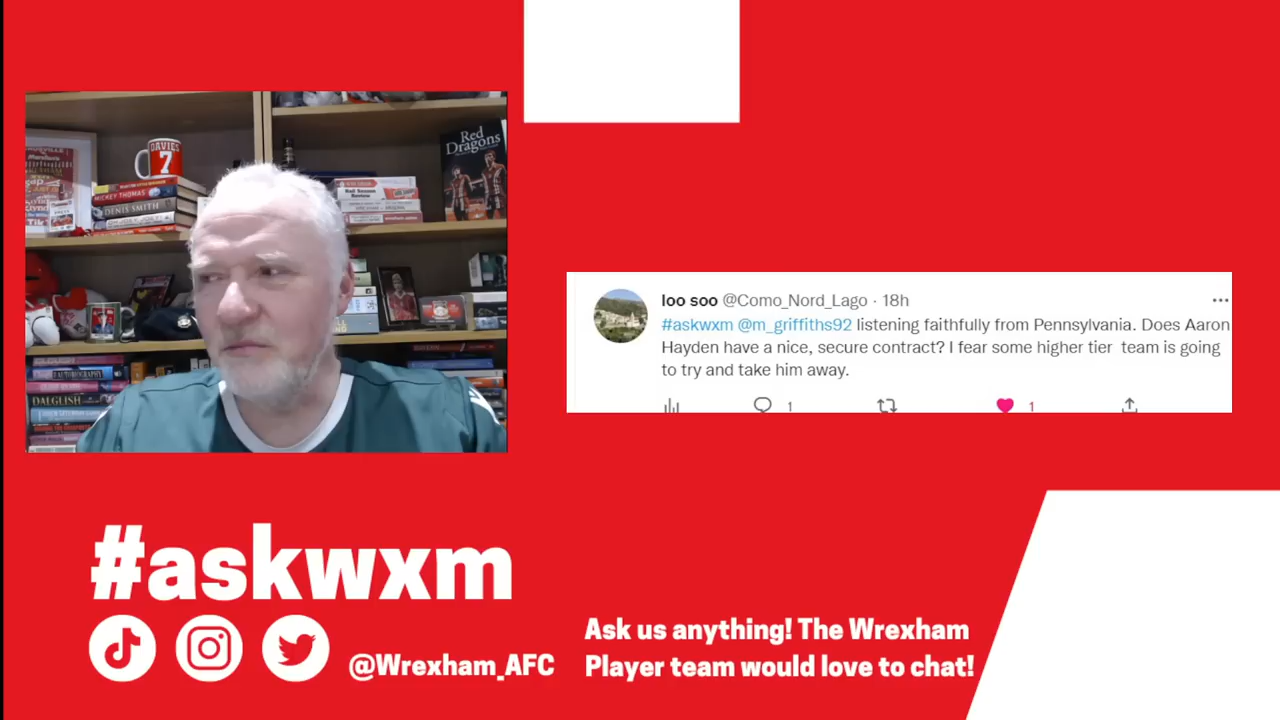 DAVIES
7
MICKEY THOMAS
DENIS SMITH
Red
Dragons
DALGLISH
loo soo @Como_Nord_Lago · 18h
#askwxm @m_griffiths92 listening faithfully from Pennsylvania. Does Aaron
Hayden have a nice, secure contract? I fear some higher tier team is going
to try and take him away.
1
1
#askwxm
@Wrexham_AFC
Ask us anything! The Wrexham
Player team would love to chat!